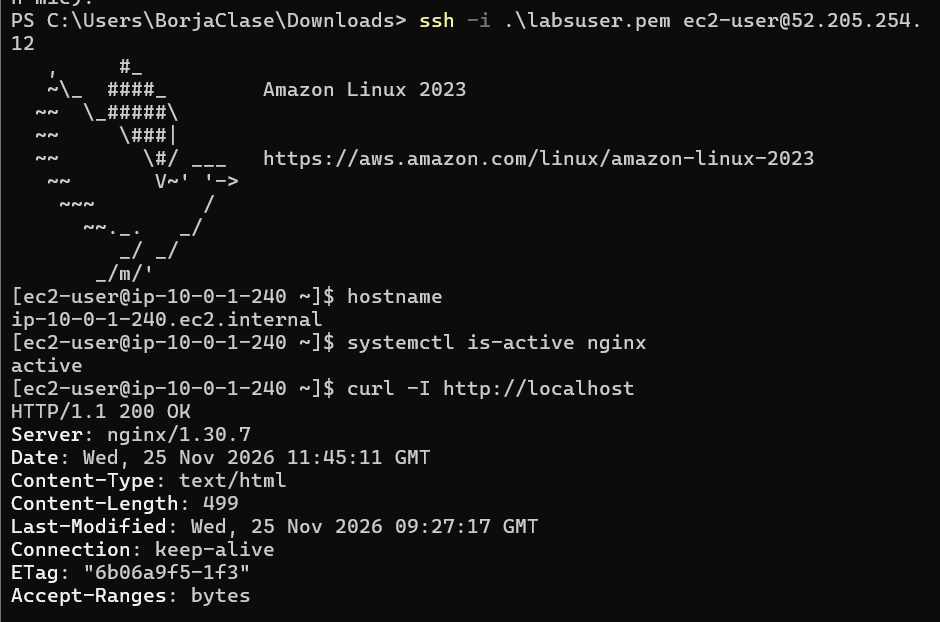 PS C:\Users\BorjaClase\Downloads> ssh -i .\labsuser.pem ec2-user@52.205.254.
12
   ,     #_
   ~\_  ####_        Amazon Linux 2023
  ~~  \_#####\
  ~~     \###|
  ~~       \#/ ___   https://aws.amazon.com/linux/amazon-linux-2023
   ~~       V~' '->
    ~~~         /
      ~~._.   _/
         _/ _/
       _/m/'
[ec2-user@ip-10-0-1-240 ~]$ hostname
ip-10-0-1-240.ec2.internal
[ec2-user@ip-10-0-1-240 ~]$ systemctl is-active nginx
active
[ec2-user@ip-10-0-1-240 ~]$ curl -I http://localhost
HTTP/1.1 200 OK
Server: nginx/1.30.7
Date: Wed, 25 Nov 2026 11:45:11 GMT
Content-Type: text/html
Content-Length: 499
Last-Modified: Wed, 25 Nov 2026 09:27:17 GMT
Connection: keep-alive
ETag: "6b06a9f5-1f3"
Accept-Ranges: bytes